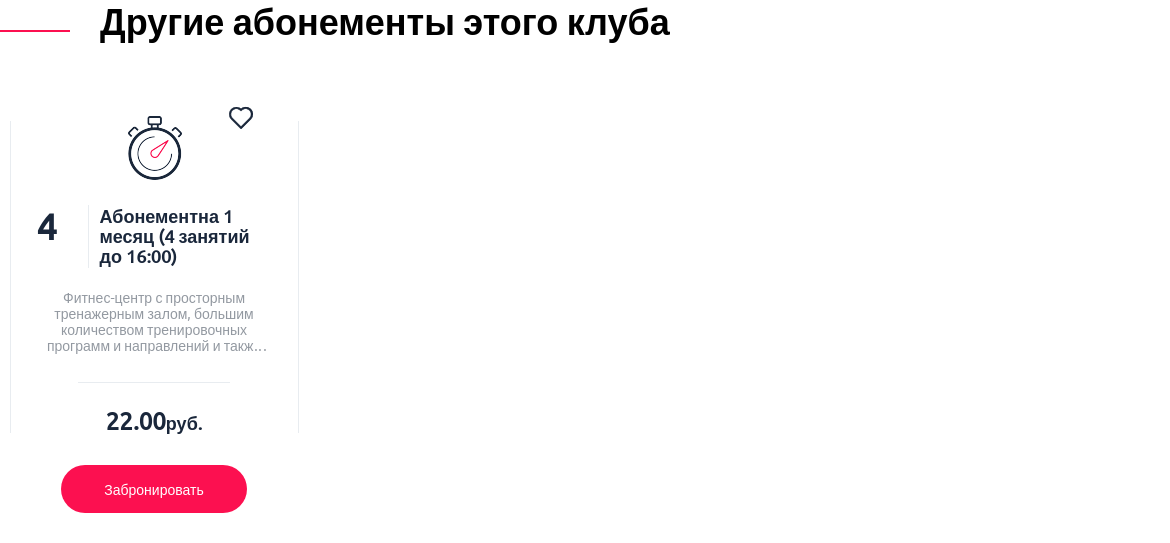 Другие абонементы этого клуба
4
Абонементна 1
месяц (4 занятий
до 16:00)
Фитнес-центр с просторным
тренажерным залом, большим
количеством тренировочных
программ и направлений и такж...
22.00руб.
Забронировать